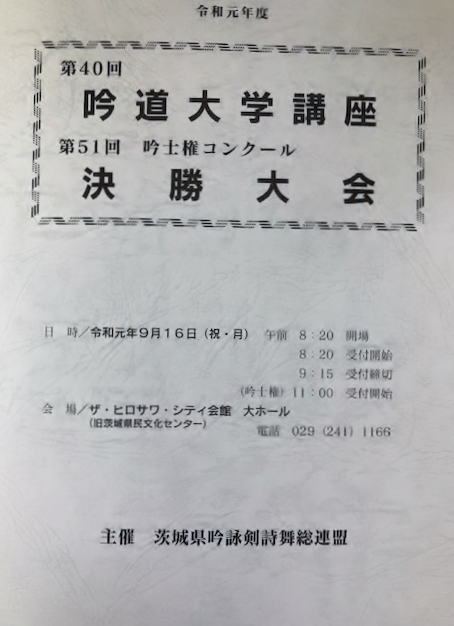 令和元年度
第40回
吟道大学講座
第51回 吟士権コンクール
決勝大会
日 時／令和元年9月16日（祝・月） 午前 8：20 開場
8：20 受付開始
9：15 受付締切
（吟士権）11：00 受付開始
会 場／ザ・ヒロサワ・シティ会館 大ホール
（旧茨城県民文化センター）
電話 029（241）1166
主催 茨城県吟詠剣詩舞総連盟